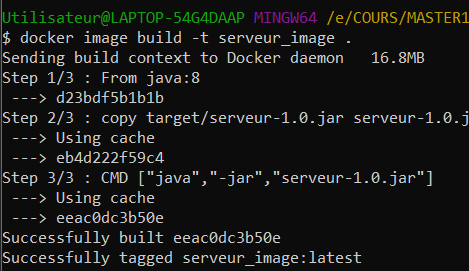 Utilisateur@LAPTOP-54G4DAAP MINGW64 /e/COURS/MASTER1
$ docker image build -t serveur_image .
Sending build context to Docker daemon   16.8MB
Step 1/3 : From java:8
 ---> d23bdf5b1b1b
Step 2/3 : copy target/serveur-1.0.jar serveur-1.0.j
 ---> Using cache
 ---> eb4d222f59c4
Step 3/3 : CMD ["java","-jar","serveur-1.0.jar"]
 ---> Using cache
 ---> eeac0dc3b50e
Successfully built eeac0dc3b50e
Successfully tagged serveur_image:latest